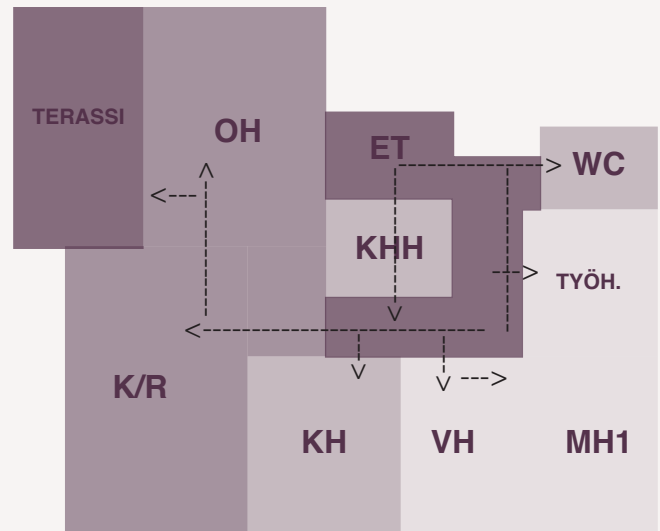 TERASSI
OH
ET
WC
KHH
TYÖH.
K/R
KH
VH
MH1